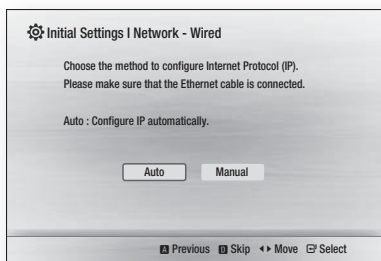 Initial Settings I Network - Wired
Choose the method to configure Internet Protocol (IP).
Please make sure that the Ethernet cable is connected.
Auto : Configure IP automatically.
Auto Manual
A Previous D Skip Move Select